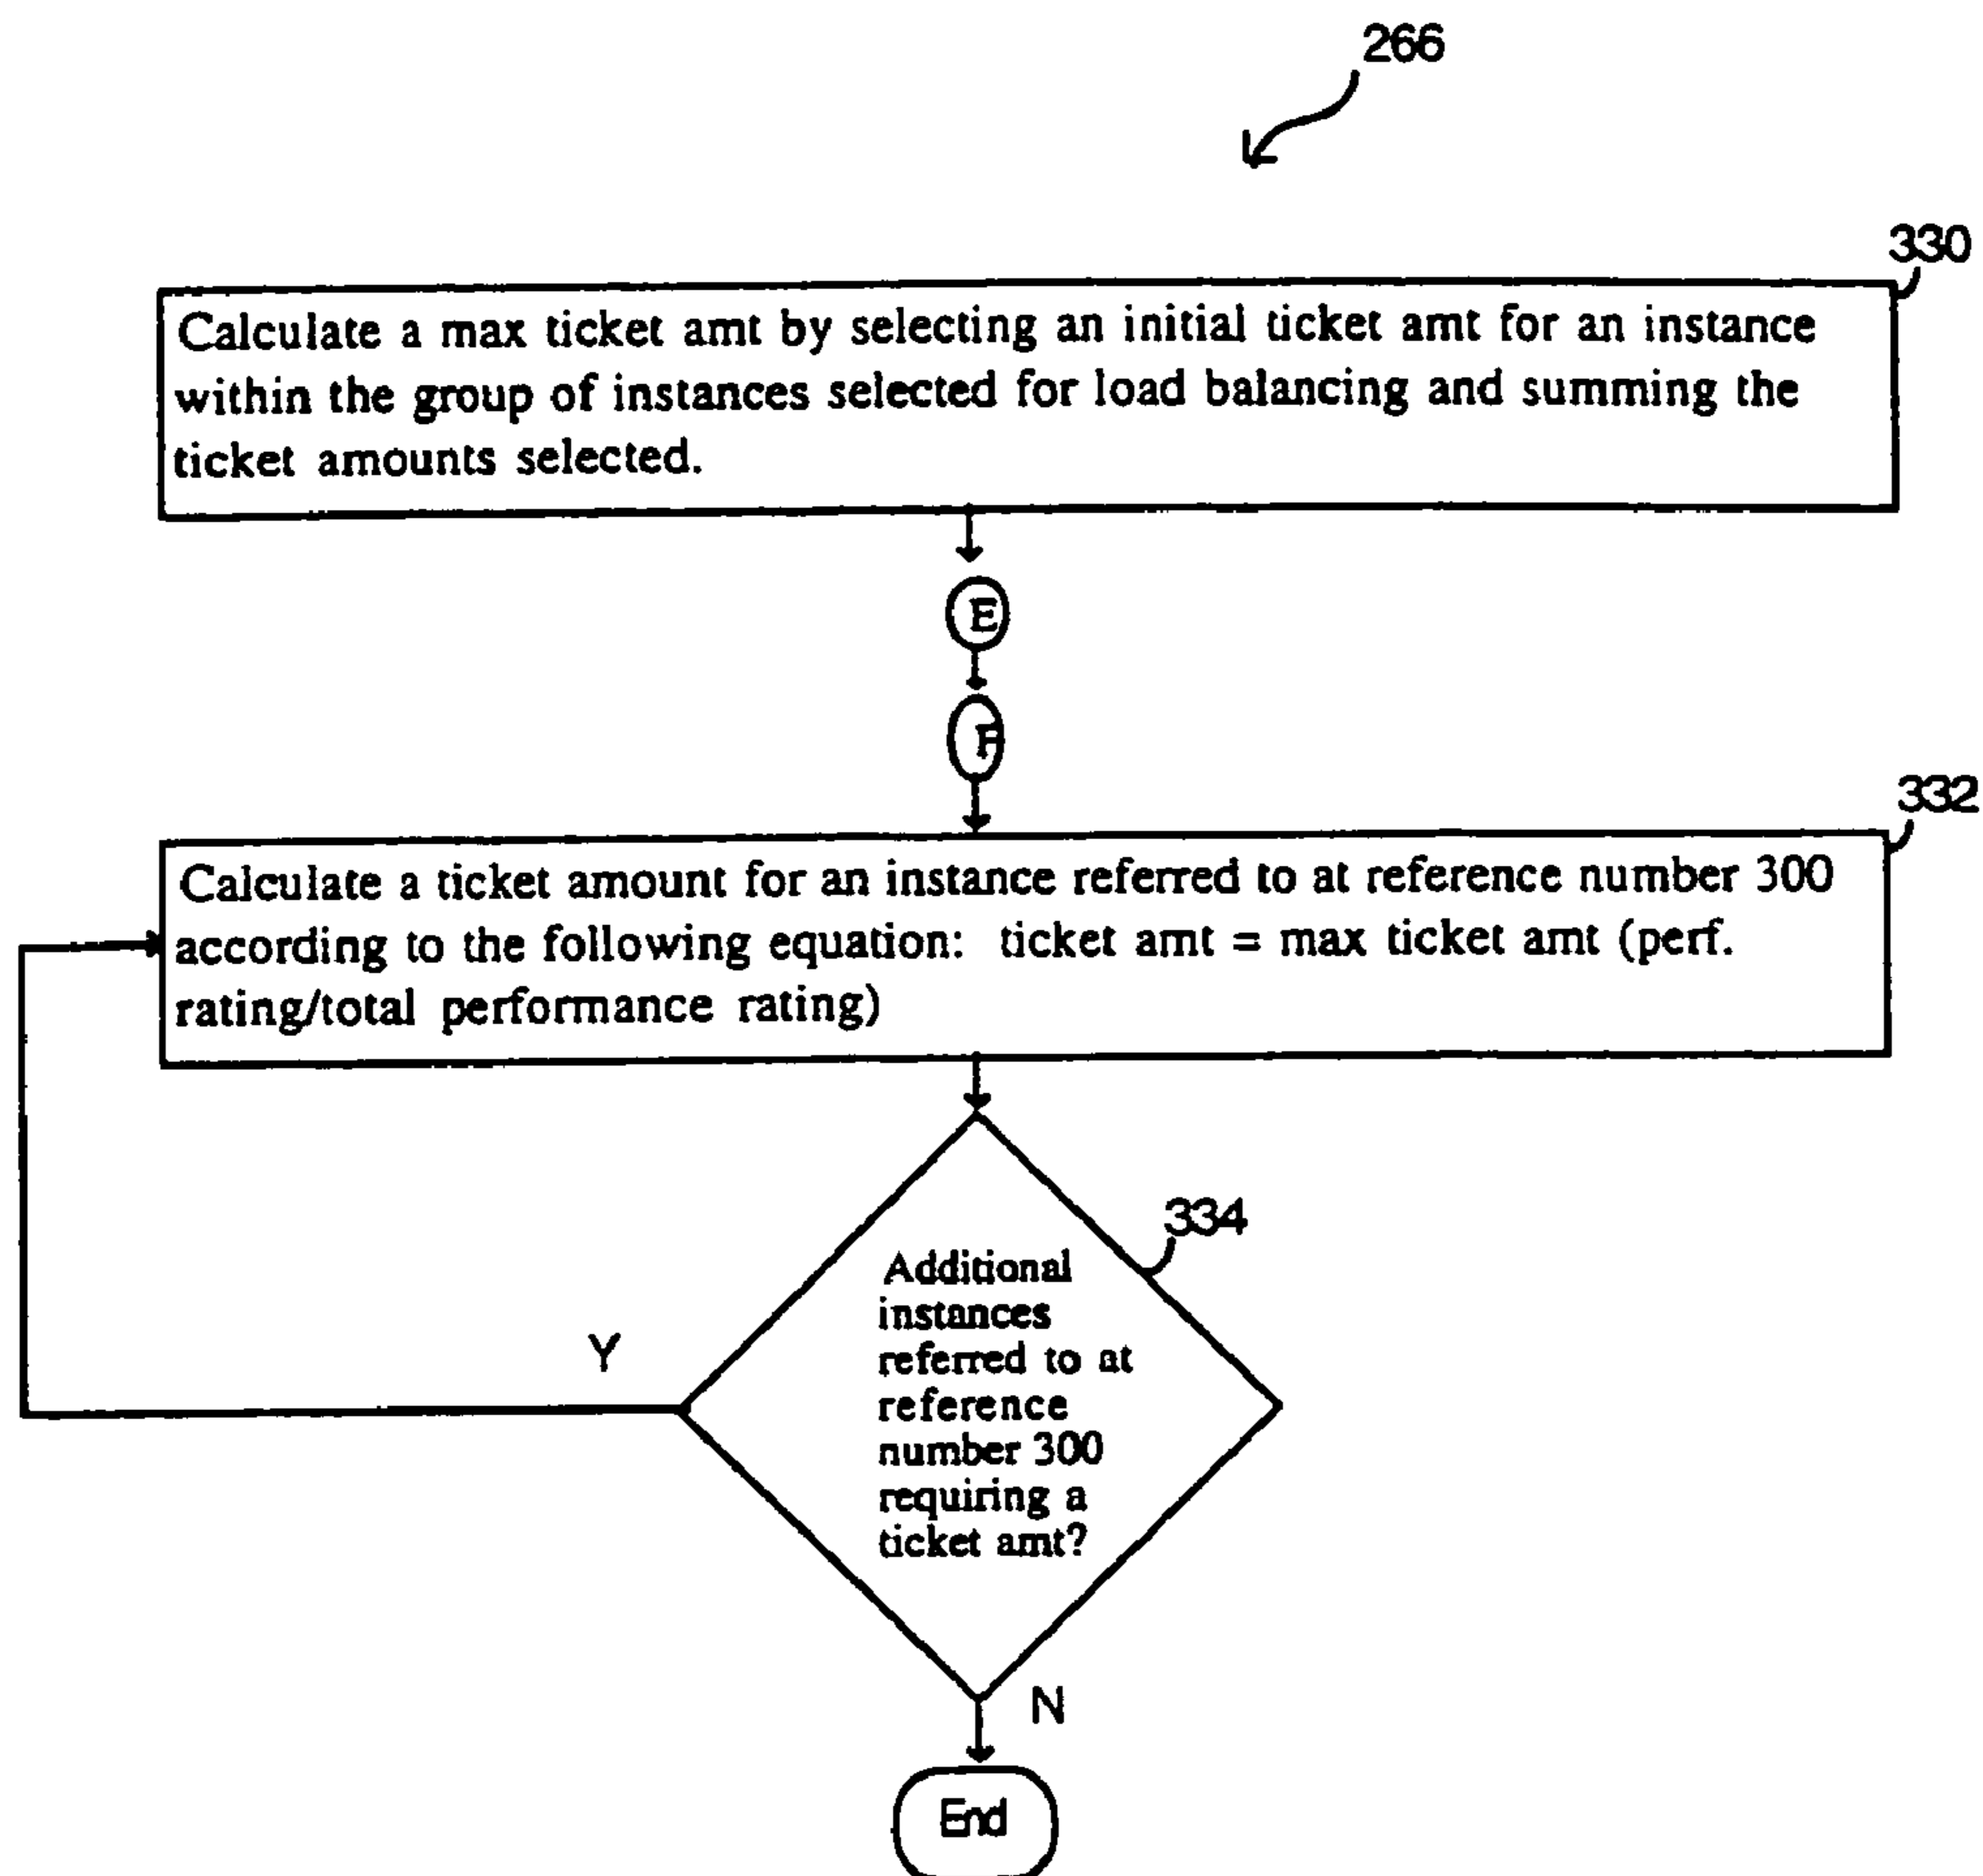 266
330
Calculate a max ticket amt by selecting an initial ticket amt for an instance
within the group of instances selected for load balancing and summing the
ticket amounts selected.
E
F
332
Calculate a ticket amount for an instance referred to at reference number 300
according to the following equation: ticket amt = max ticket amt (perf.
rating/total performance rating)
334
Additional
instances
referred to at
reference
number 300
requiring a
ticket amt?
Y
N
End